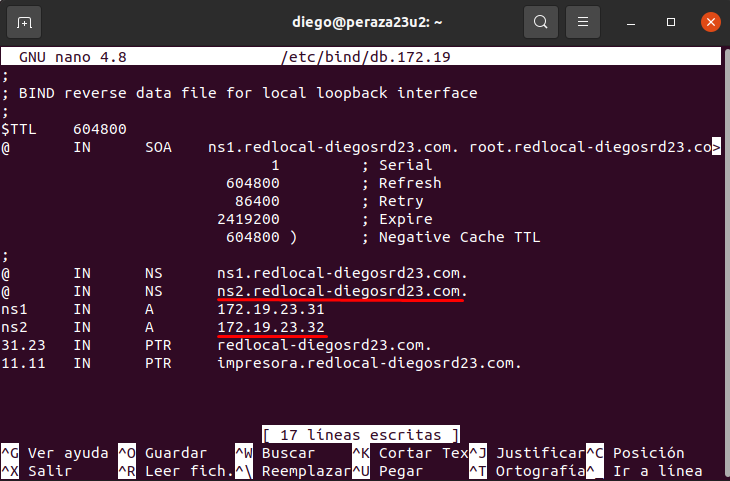 diego@peraza23u2: ~
GNU nano 4.8 /etc/bind/db.172.19
;
; BIND reverse data file for local loopback interface
;
$TTL 604800
@ IN SOA ns1.redlocal-diegosrd23.com. root.redlocal-diegosrd23.co>
1 ; Serial
604800 ; Refresh
86400 ; Retry
2419200 ; Expire
604800 ) ; Negative Cache TTL
;
@ IN NS ns1.redlocal-diegosrd23.com.
@ IN NS ns2.redlocal-diegosrd23.com.
ns1 IN A 172.19.23.31
ns2 IN A 172.19.23.32
31.23 IN PTR redlocal-diegosrd23.com.
11.11 IN PTR impresora.redlocal-diegosrd23.com.
[ 17 líneas escritas ]
^G Ver ayuda ^O Guardar ^W Buscar ^K Cortar Tex ^J Justificar ^C Posición
^X Salir ^R Leer fich. ^\ Reemplazar ^U Pegar ^T Ortografía ^_ Ir a línea